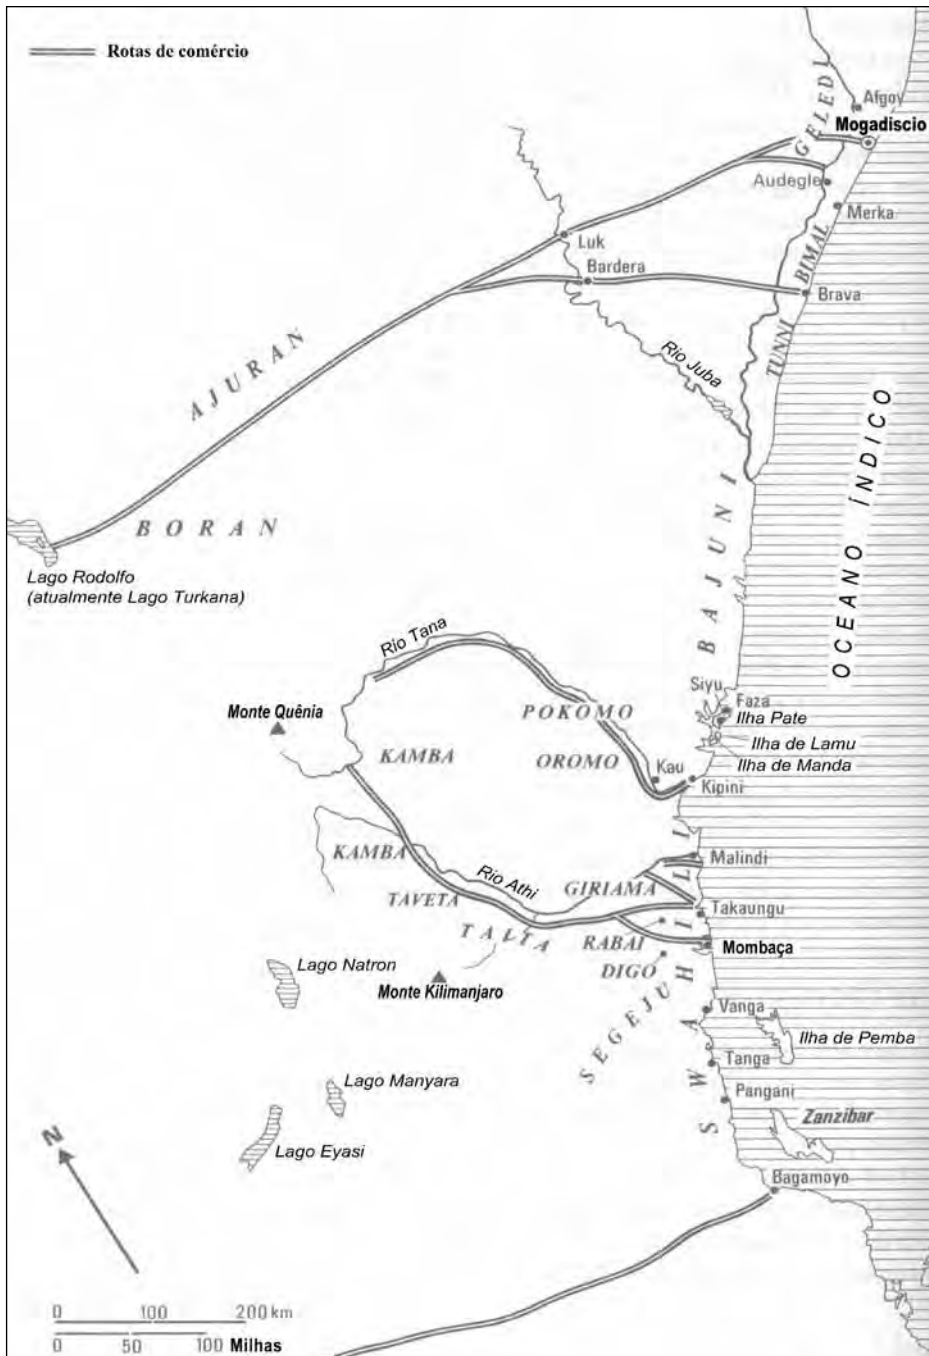 Rotas de comércio
GELEDI
Afgoy
Mogadiscio
Audegle
Merka
Luk
BIMAL
Bardera
Brava
TUNNI
Rio Juba
AJURAN
OCEANO ÍNDICO
BORAN
BAJUNI
Lago Rodolfo
(atualmente Lago Turkana)
Rio Tana
Siyu
Faza
Monte Quênia
POKOMO
Ilha Pate
Ilha de Lamu
KAMBA
OROMO
Kau
Ilha de Manda
Kipini
KAMBA
Malindi
Rio Athi
GIRIAMA
TAVETA
Takaungu
TAITA
RABAI
Mombaça
DIGO
Lago Natron
Monte Kilimanjaro
SEGEJU
SWAHILI
Vanga
Ilha de Pemba
Tanga
Lago Manyara
Pangani
Zanzibar
Lago Eyasi
N
Bagamoyo
0 100 200 km
0 50 100 Milhas